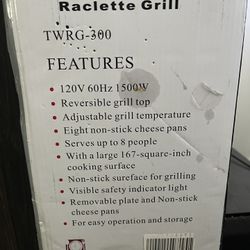 Raclette Grill
TWRG-300
FEATURES
• 120V 60Hz 1500W
• Reversible grill top
• Adjustable grill temperature
• Eight non-stick cheese pans
• Serves up to 8 people
• With a large 167-square-inch
cooking surface
• Non-stick sureface for grilling
• Visible safety indicator light
• Removable plate and Non-stick
cheese pans
• For easy operation and storage